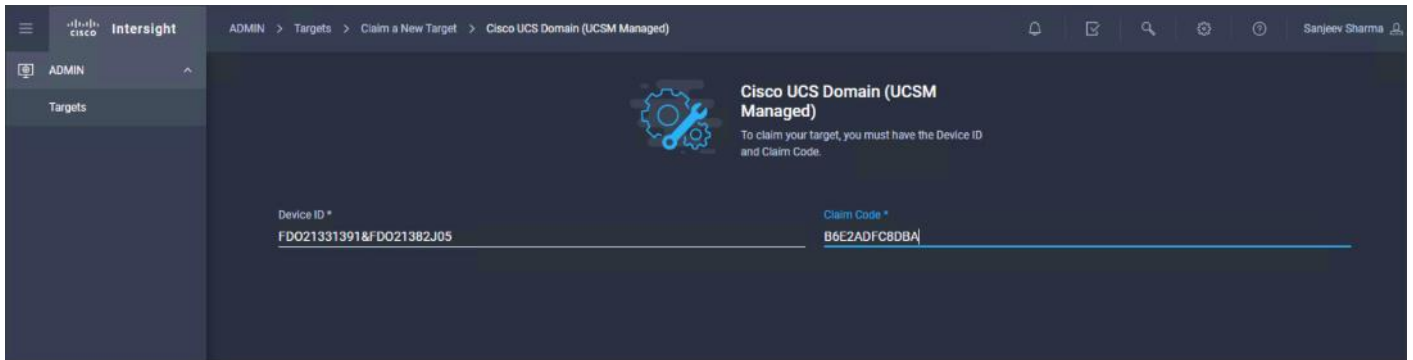 cisco Intersight
ADMIN > Targets > Claim a New Target > Cisco UCS Domain (UCSM Managed)
Sanjeev Sharma
ADMIN
Targets
Cisco UCS Domain (UCSM
Managed)
To claim your target, you must have the Device ID
and Claim Code.
Device ID *
FDO21331391&FDO21382J05
Claim Code *
B6E2ADFC8DBA